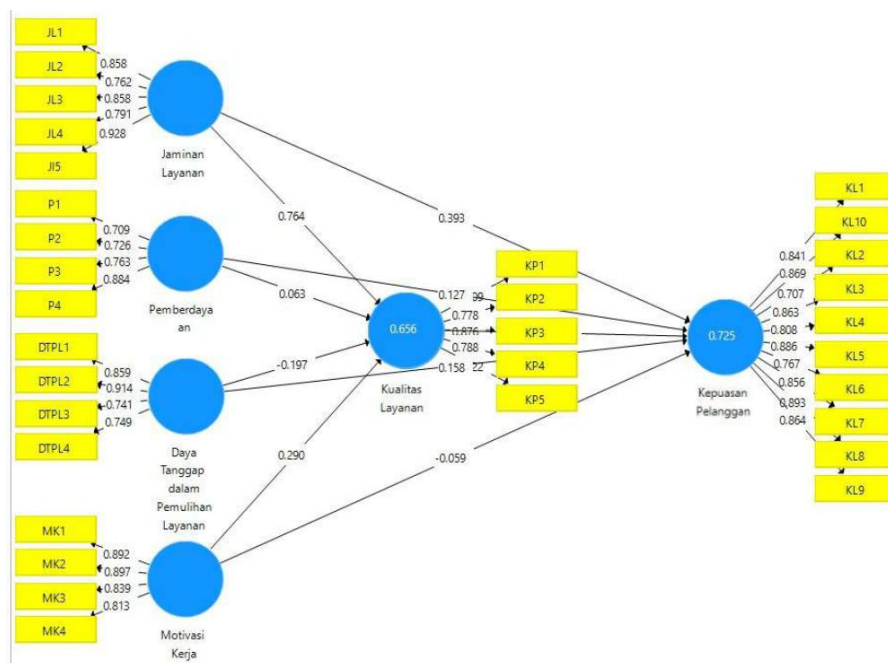 JL1
JL2
JL3
JL4
JI5
0.858
0.762
0.858
0.791
0.928
Jaminan
Layanan
P1
P2
P3
P4
0.709
0.726
0.763
0.884
Pemberdaya
an
DTPL1
DTPL2
DTPL3
DTPL4
0.859
0.914
0.741
0.749
Daya
Tanggap
dalam
Pemulihan
Layanan
MK1
MK2
MK3
MK4
0.892
0.897
0.839
0.813
Motivasi
Kerja
0.764
0.063
-0.197
0.290
0.393
0.127
0.158
-0.059
0.656
Kualitas
Layanan
0.778
0.876
0.788
KP1
KP2
KP3
KP4
KP5
0.725
Kepuasan
Pelanggan
0.841
0.869
0.707
0.863
0.808
0.886
0.767
0.856
0.893
0.864
KL1
KL10
KL2
KL3
KL4
KL5
KL6
KL7
KL8
KL9